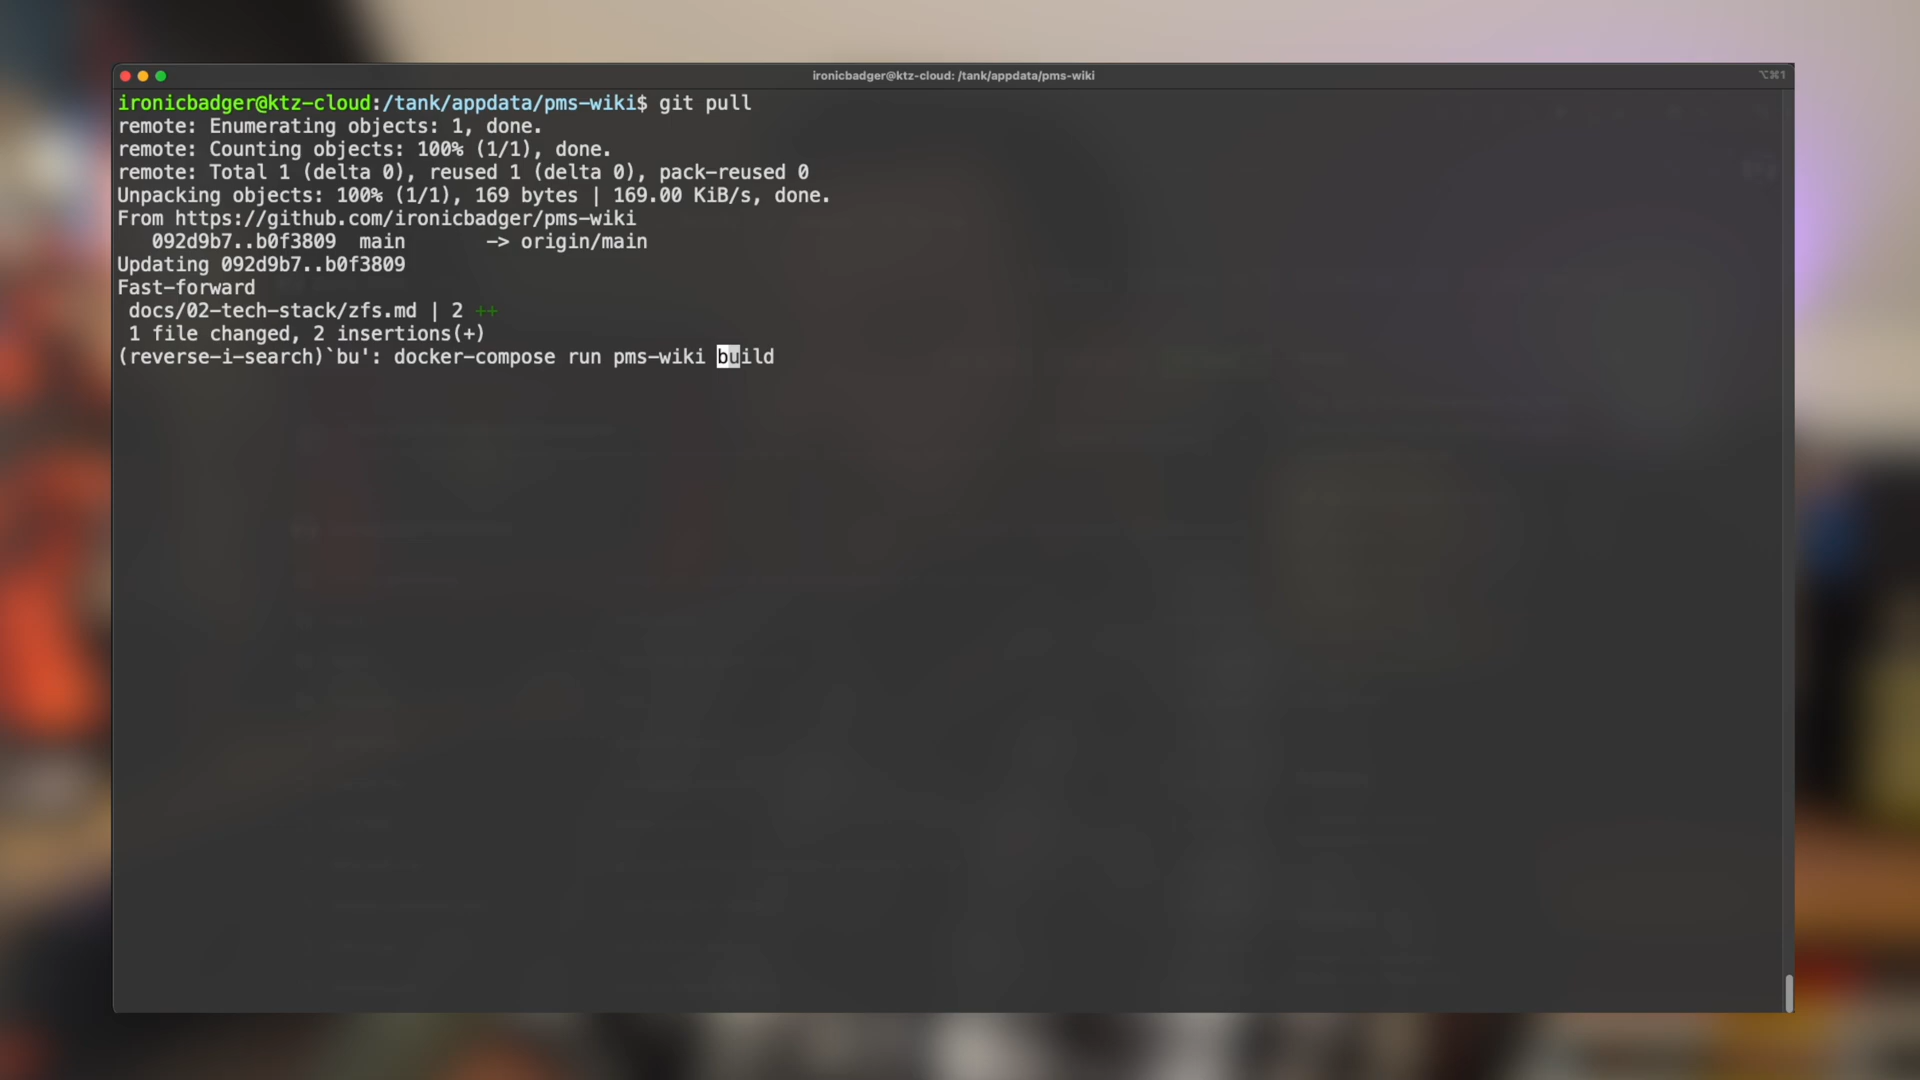 ironicbadger@ktz-cloud: /tank/appdata/pms-wiki
⌥⌘1
ironicbadger@ktz-cloud:/tank/appdata/pms-wiki$ git pull
remote: Enumerating objects: 1, done.
remote: Counting objects: 100% (1/1), done.
remote: Total 1 (delta 0), reused 1 (delta 0), pack-reused 0
Unpacking objects: 100% (1/1), 169 bytes | 169.00 KiB/s, done.
From https://github.com/ironicbadger/pms-wiki
   092d9b7..b0f3809  main       -> origin/main
Updating 092d9b7..b0f3809
Fast-forward
 docs/02-tech-stack/zfs.md | 2 ++
 1 file changed, 2 insertions(+)
(reverse-i-search)`bu': docker-compose run pms-wiki build